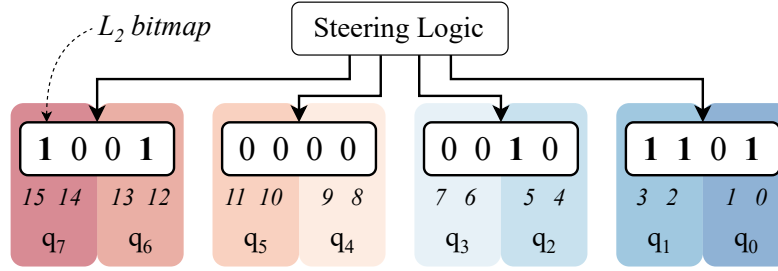 L₂ bitmap
Steering Logic
1 0 0 1 0 0 0 0 0 0 1 0 1 1 0 1
15 14 13 12 11 10 9 8 7 6 5 4 3 2 1 0
q₇ q₆ q₅ q₄ q₃ q₂ q₁ q₀